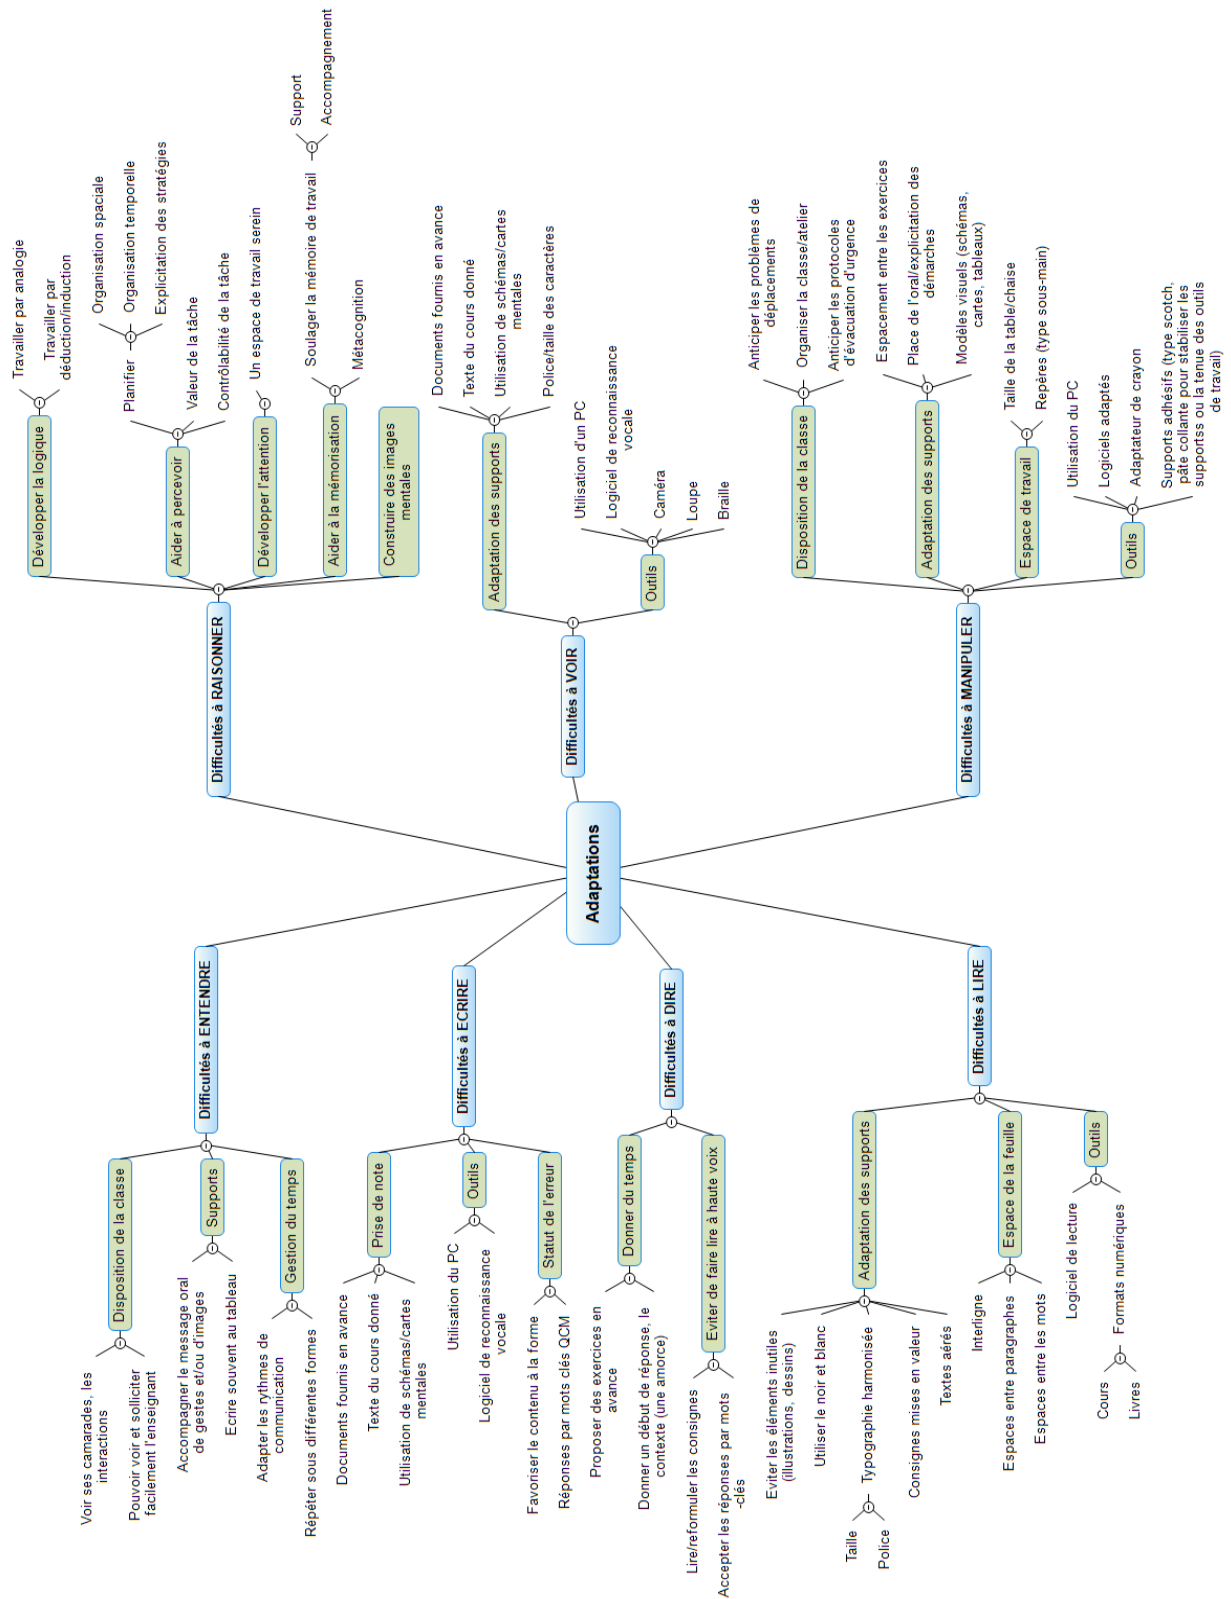 Adaptations
Difficultés à ENTENDRE
Disposition de la classe
Voir ses camarades, les
interactions
Pouvoir voir et solliciter
facilement l'enseignant
Supports
Accompagner le message oral
de gestes et/ou d'images
Ecrire souvent au tableau
Gestion du temps
Adapter les rythmes de
communication
Répéter sous différentes formes
Difficultés à ECRIRE
Prise de note
Documents fournis en avance
Texte du cours donné
Utilisation de schémas/cartes
mentales
Outils
Utilisation du PC
Logiciel de reconnaissance
vocale
Statut de l'erreur
Favoriser le contenu à la forme
Réponses par mots clés QCM
Difficultés à DIRE
Donner du temps
Proposer des exercices en
avance
Donner un début de réponse, le
contexte (une amorce)
Eviter de faire lire à haute voix
Lire/reformuler les consignes
Accepter les réponses par mots
-clés
Difficultés à LIRE
Adaptation des supports
Eviter les éléments inutiles
(illustrations, dessins)
Utiliser le noir et blanc
Typographie harmonisée
Taille
Police
Consignes mises en valeur
Textes aérés
Espace de la feuille
Interligne
Espaces entre paragraphes
Espaces entre les mots
Outils
Logiciel de lecture
Formats numériques
Cours
Livres
Difficultés à RAISONNER
Développer la logique
Travailler par analogie
Travailler par
déduction/induction
Aider à percevoir
Planifier
Organisation spaciale
Organisation temporelle
Explicitation des stratégies
Valeur de la tâche
Contrôlabilité de la tâche
Développer l'attention
Un espace de travail serein
Aider à la mémorisation
Soulager la mémoire de travail
Support
Accompagnement
Métacognition
Construire des images
mentales
Difficultés à VOIR
Adaptation des supports
Documents fournis en avance
Texte du cours donné
Utilisation de schémas/cartes
mentales
Police/taille des caractères
Outils
Utilisation d'un PC
Logiciel de reconnaissance
vocale
Caméra
Loupe
Braille
Difficultés à MANIPULER
Disposition de la classe
Anticiper les problèmes de
déplacements
Organiser la classe/atelier
Anticiper les protocoles
d'évacuation d'urgence
Adaptation des supports
Espacement entre les exercices
Place de l'oral/explicitation des
démarches
Modèles visuels (schémas,
cartes, tableaux)
Espace de travail
Taille de la table/chaise
Repères (type sous-main)
Outils
Utilisation du PC
Logiciels adaptés
Adaptateur de crayon
Supports adhésifs (type scotch,
pâte collante pour stabiliser les
supportss ou la tenue des outils
de travail)